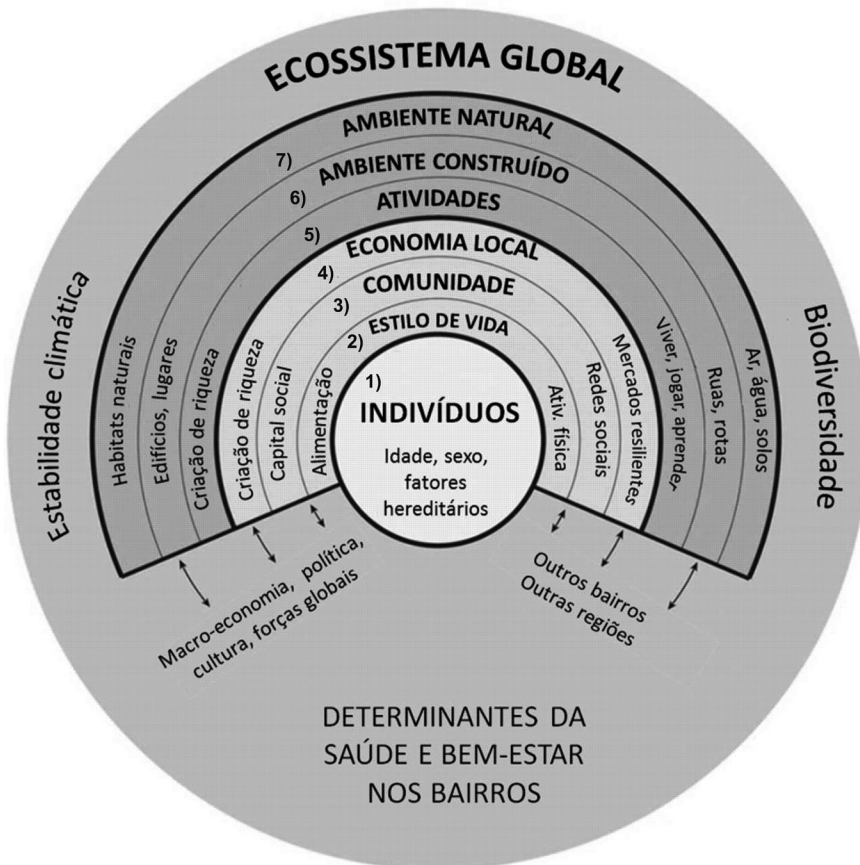 ECOSSISTEMA GLOBAL
AMBIENTE NATURAL
7)
AMBIENTE CONSTRUÍDO
6)
ATIVIDADES
5)
ECONOMIA LOCAL
4)
COMUNIDADE
3)
ESTILO DE VIDA
2)
1)
INDIVÍDUOS
Idade, sexo,
fatores
hereditários
Estabilidade climática
Habitats naturais
Edifícios, lugares
Criação de riqueza
Criação de riqueza
Capital social
Alimentação
Ativ. física
Redes sociais
Mercados resilientes
Viver, jogar, aprender
Ruas, rotas
Ar, água, solos
Biodiversidade
Macro-economia, política,
cultura, forças globais
Outros bairros
Outras regiões
DETERMINANTES DA
SAÚDE E BEM-ESTAR
NOS BAIRROS